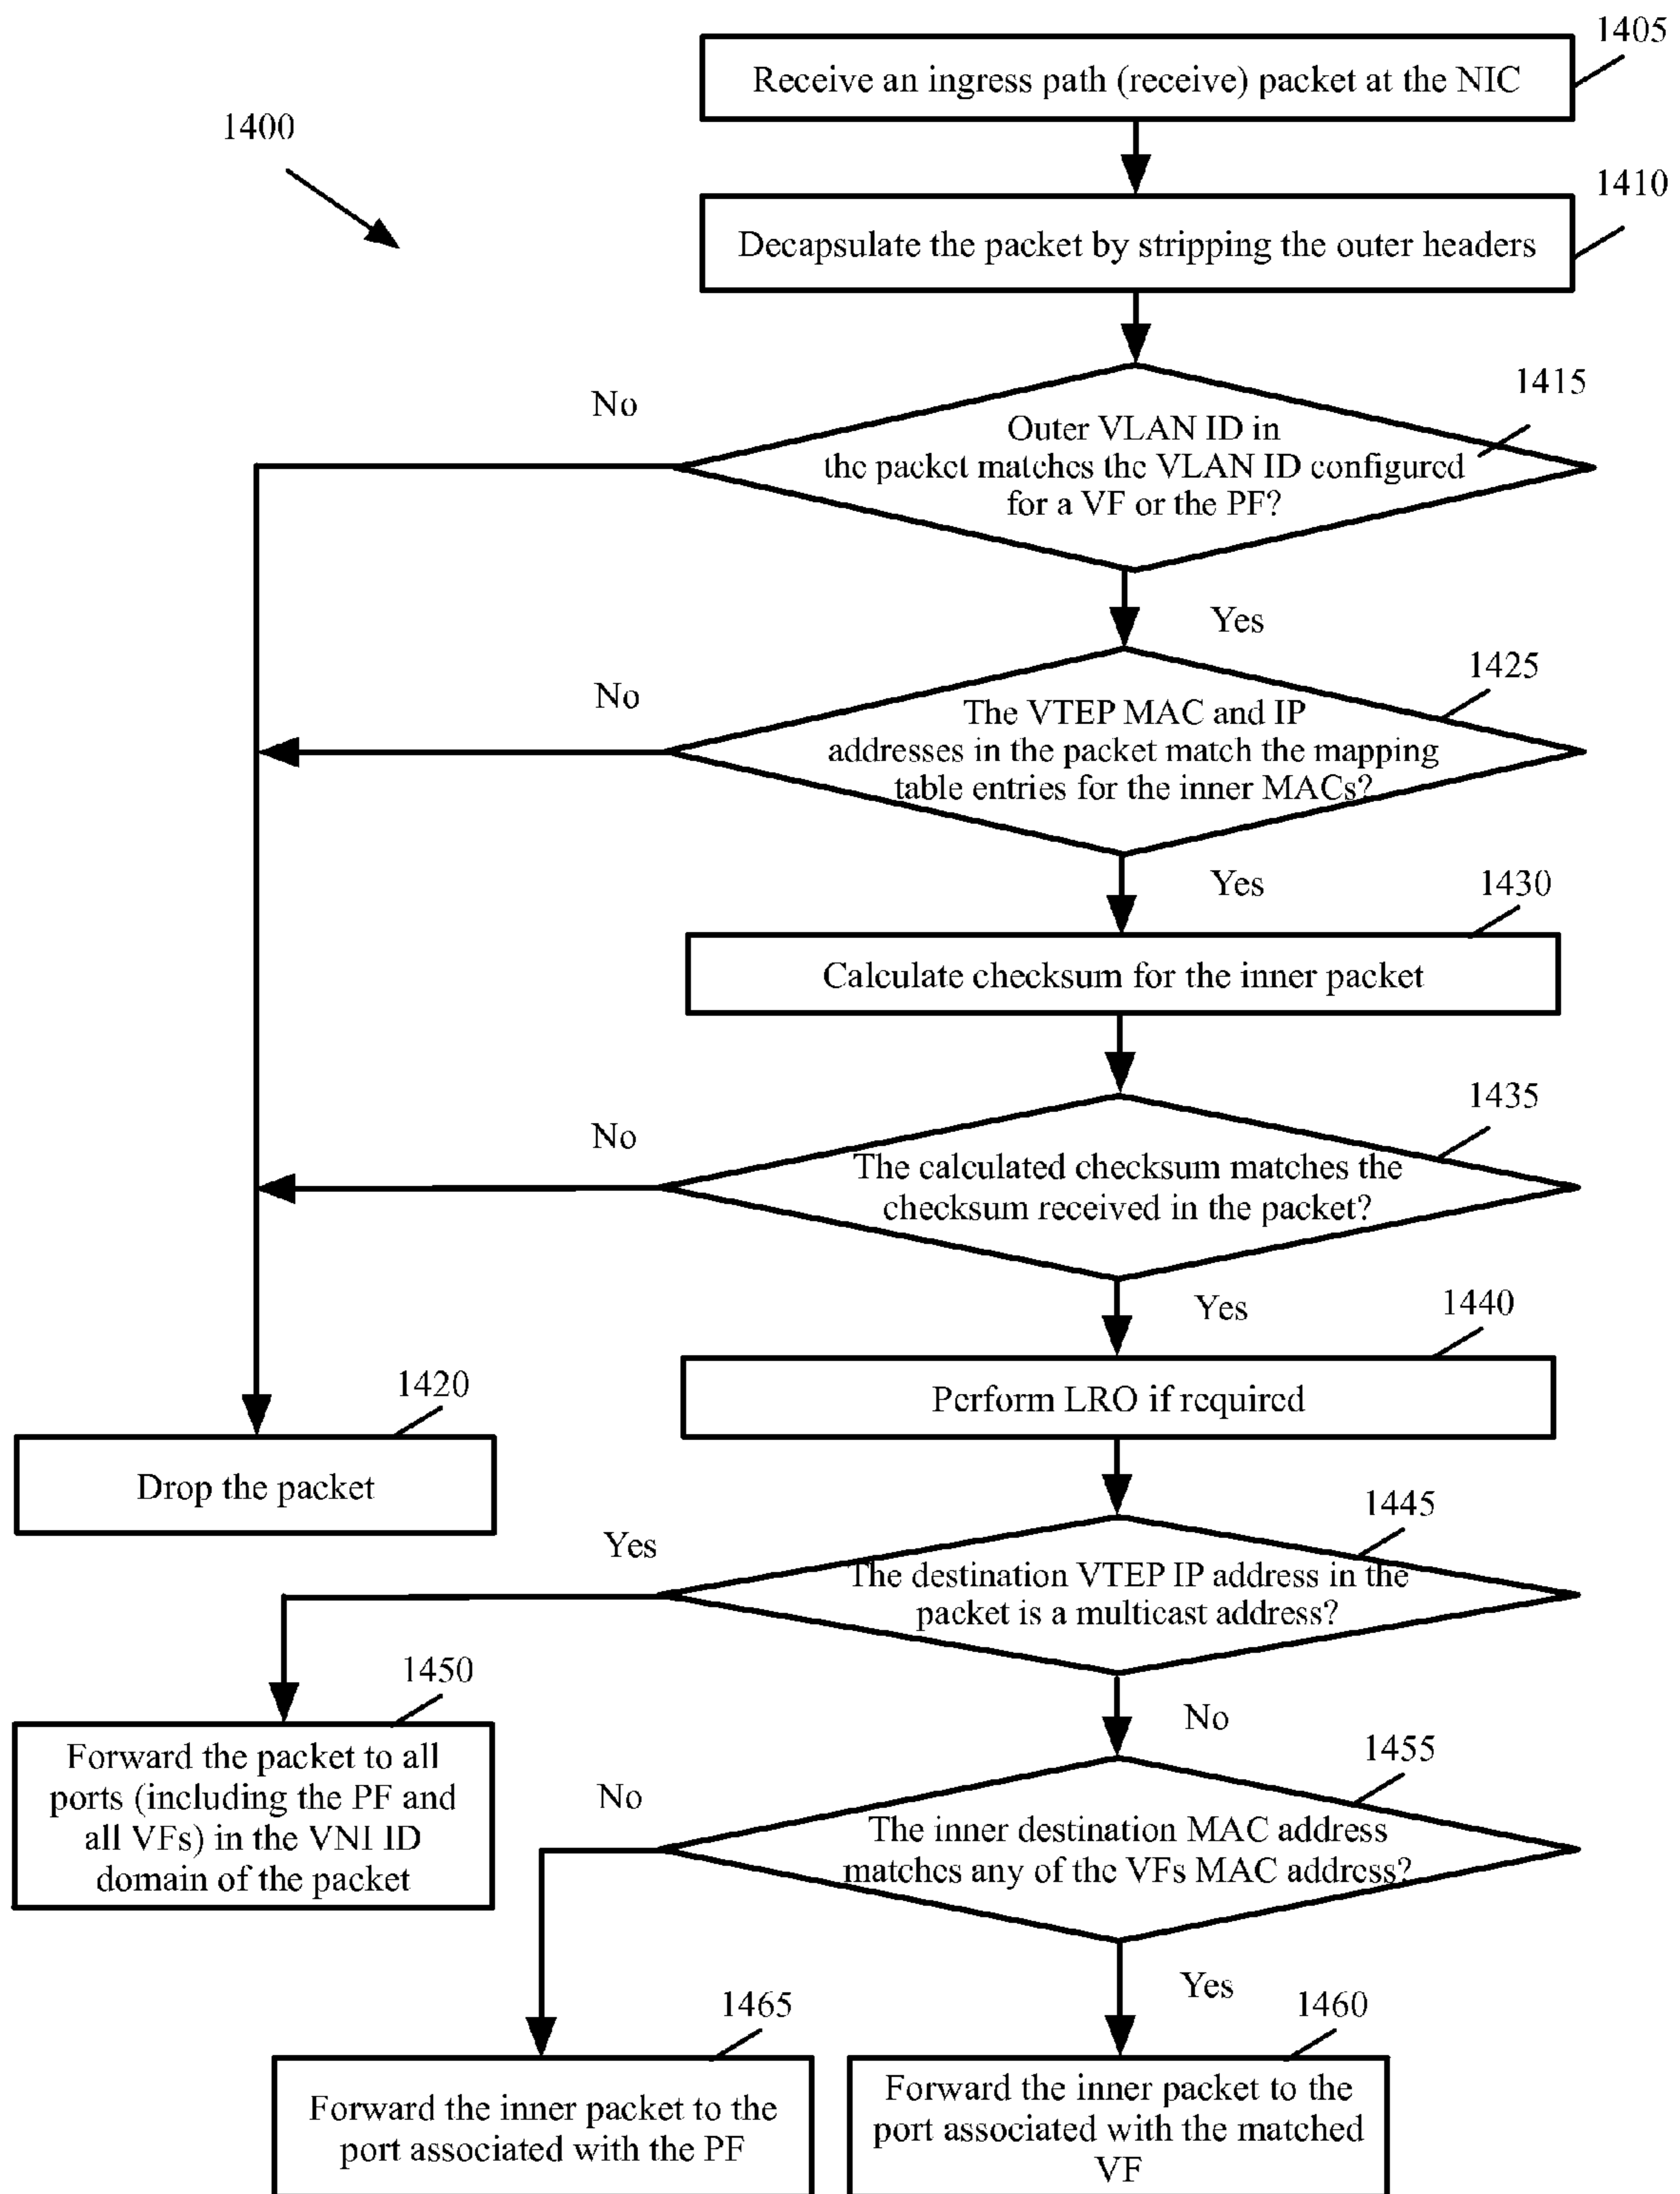 1405
Receive an ingress path (receive) packet at the NIC
1400
1410
Decapsulate the packet by stripping the outer headers
No
1415
Outer VLAN ID in
the packet matches the VLAN ID configured
for a VF or the PF?
Yes
1425
No
The VTEP MAC and IP
addresses in the packet match the mapping
table entries for the inner MACs?
Yes
1430
Calculate checksum for the inner packet
1435
No
The calculated checksum matches the
checksum received in the packet?
Yes
1440
Perform LRO if required
1420
Drop the packet
1445
Yes
The destination VTEP IP address in the
packet is a multicast address?
1450
Forward the packet to all
ports (including the PF and
all VFs) in the VNI ID
domain of the packet
No
1455
No
The inner destination MAC address
matches any of the VFs MAC address?
Yes
1465
Forward the inner packet to the
port associated with the PF
1460
Forward the inner packet to the
port associated with the matched
VF